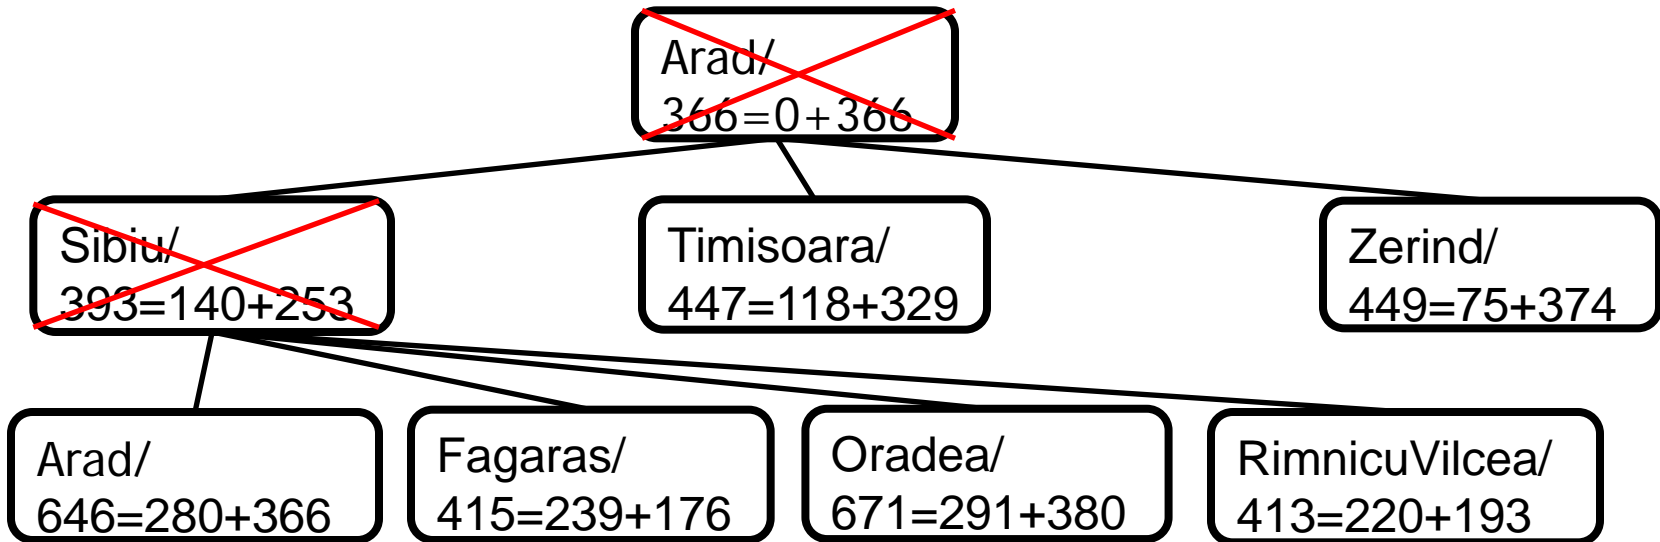 Arad/
366=0+366
Sibiu/
393=140+253
Timisoara/
447=118+329
Zerind/
449=75+374
Arad/
646=280+366
Fagaras/
415=239+176
Oradea/
671=291+380
RimnicuVilcea/
413=220+193